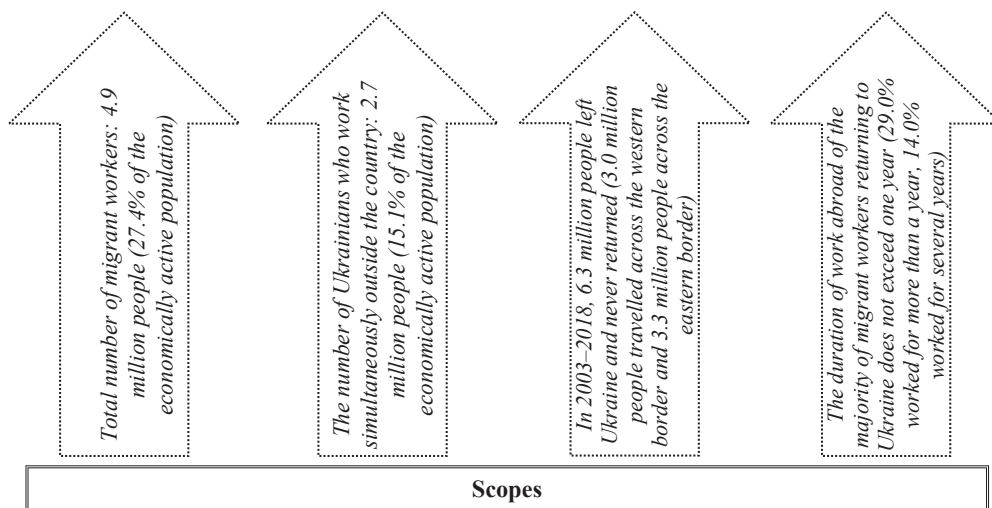 Total number of migrant workers: 4.9
million people (27.4% of the
economically active population)
The number of Ukrainians who work
simultaneously outside the country: 2.7
million people (15.1% of the
economically active population)
In 2003–2018, 6.3 million people left
Ukraine and never returned (3.0 million
people travelled across the western
border and 3.3 million people across the
eastern border)
The duration of work abroad of the
majority of migrant workers returning to
Ukraine does not exceed one year (29.0%
worked for more than a year, 14.0%
worked for several years)
Scopes